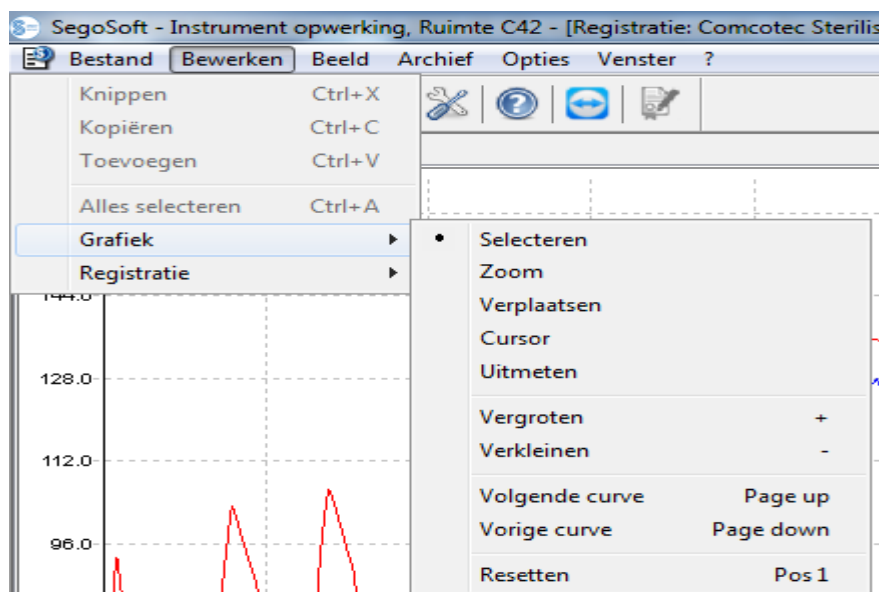 SegoSoft - Instrument opwerking, Ruimte C42 - [Registratie: Comcotec Sterilis
Bestand Bewerken Beeld Archief Opties Venster ?
Knippen Ctrl+X
Kopiëren Ctrl+C
Toevoegen Ctrl+V
Alles selecteren Ctrl+A
Grafiek
Registratie
Selecteren
Zoom
Verplaatsen
Cursor
Uitmeten
Vergroten +
Verkleinen -
Volgende curve Page up
Vorige curve Page down
Resetten Pos 1
144.0
128.0
112.0
96.0